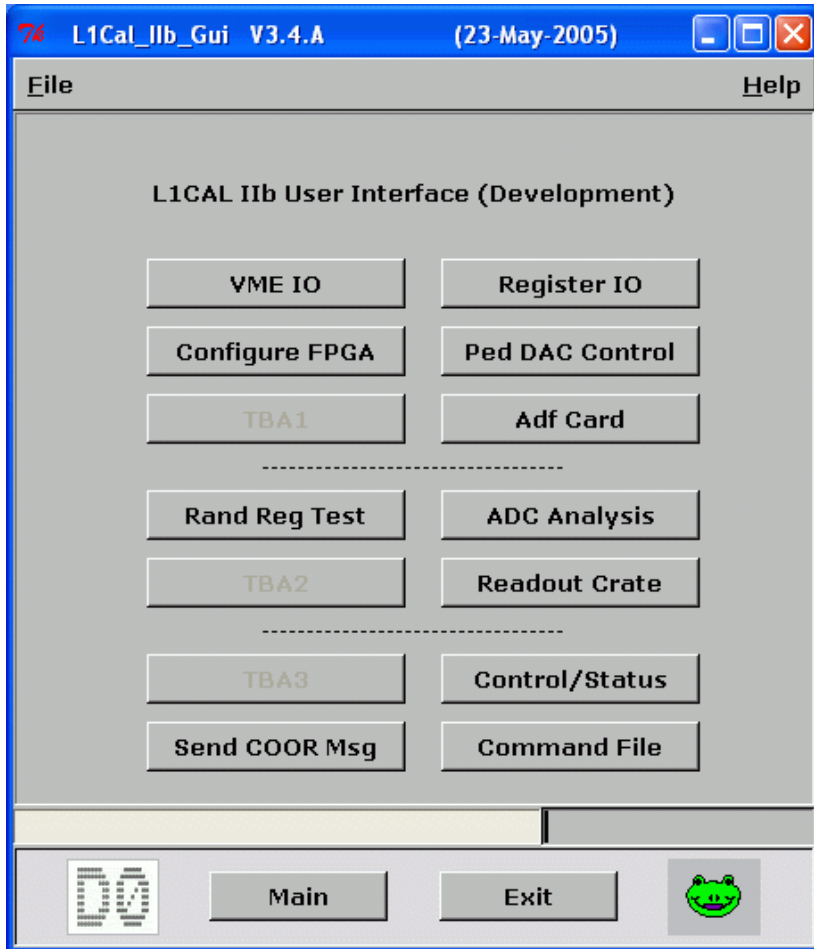 L1Cal_IIb_Gui V3.4.A (23-May-2005)
File Help
L1CAL IIb User Interface (Development)
VME IO Register IO
Configure FPGA Ped DAC Control
TBA1 Adf Card
---------------------------------
Rand Reg Test ADC Analysis
TBA2 Readout Crate
---------------------------------
TBA3 Control/Status
Send COOR Msg Command File
D0 Main Exit